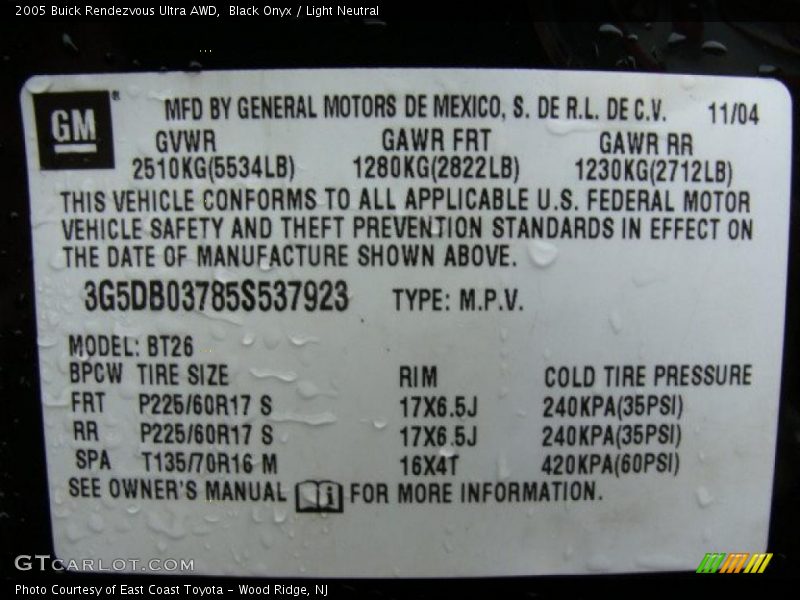 2005 Buick Rendezvous Ultra AWD,  Black Onyx / Light Neutral
GM ®
MFD BY GENERAL MOTORS DE MEXICO, S. DE R.L. DE C.V. 11/04
GVWR GAWR FRT GAWR RR
2510KG(5534LB) 1280KG(2822LB) 1230KG(2712LB)
THIS VEHICLE CONFORMS TO ALL APPLICABLE U.S. FEDERAL MOTOR
VEHICLE SAFETY AND THEFT PREVENTION STANDARDS IN EFFECT ON
THE DATE OF MANUFACTURE SHOWN ABOVE.
3G5DB03785S537923 TYPE: M.P.V.
MODEL: BT26
BPCW TIRE SIZE RIM COLD TIRE PRESSURE
FRT P225/60R17 S 17X6.5J 240KPA(35PSI)
RR P225/60R17 S 17X6.5J 240KPA(35PSI)
SPA T135/70R16 M 16X4T 420KPA(60PSI)
SEE OWNER'S MANUAL FOR MORE INFORMATION.
GTCARLOT.COM
Photo Courtesy of East Coast Toyota - Wood Ridge, NJ